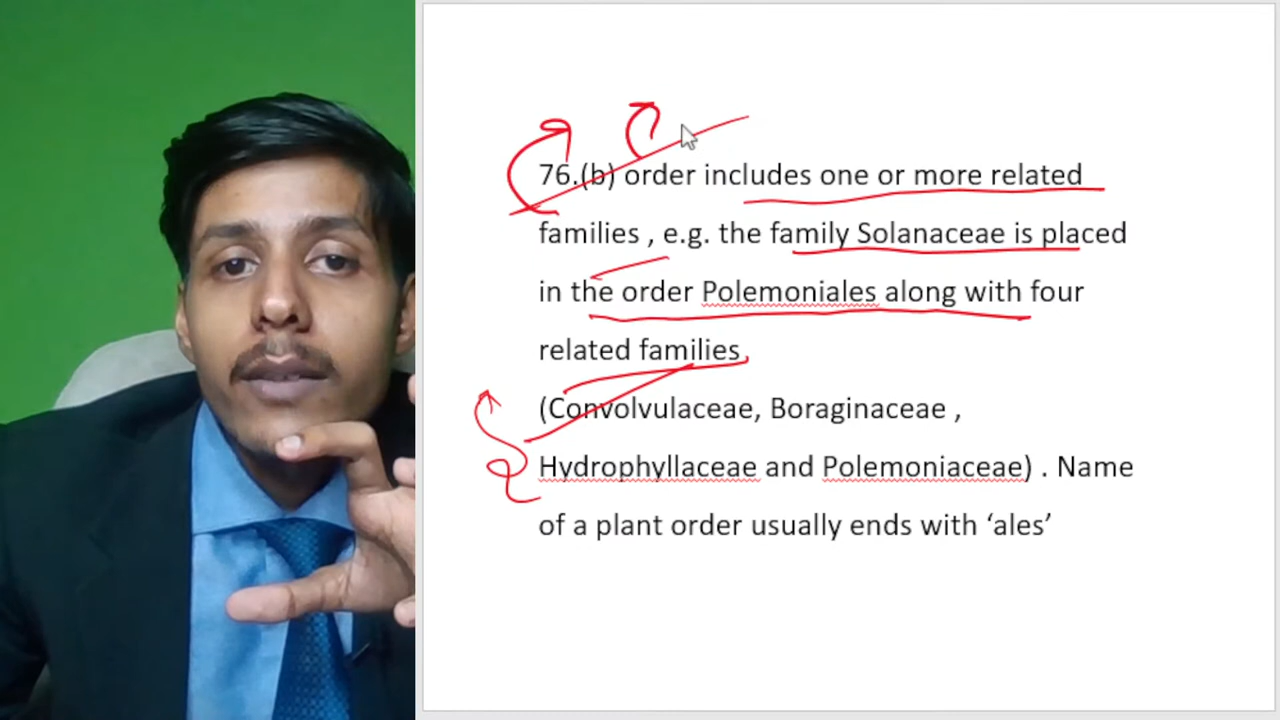 76.(b) order includes one or more related
families , e.g. the family Solanaceae is placed
in the order Polemoniales along with four
related families,
(Convolvulaceae, Boraginaceae ,
Hydrophyllaceae and Polemoniaceae) . Name
of a plant order usually ends with ‘ales’